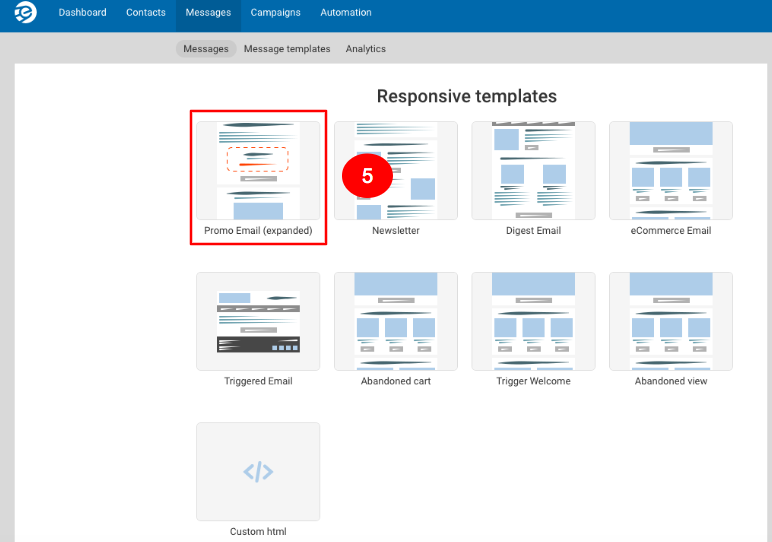 Dashboard Contacts Messages Campaigns Automation
Messages Message templates Analytics
Responsive templates
5
Promo Email (expanded) Newsletter Digest Email eCommerce Email
Triggered Email Abandoned cart Trigger Welcome Abandoned view
</>
Custom html